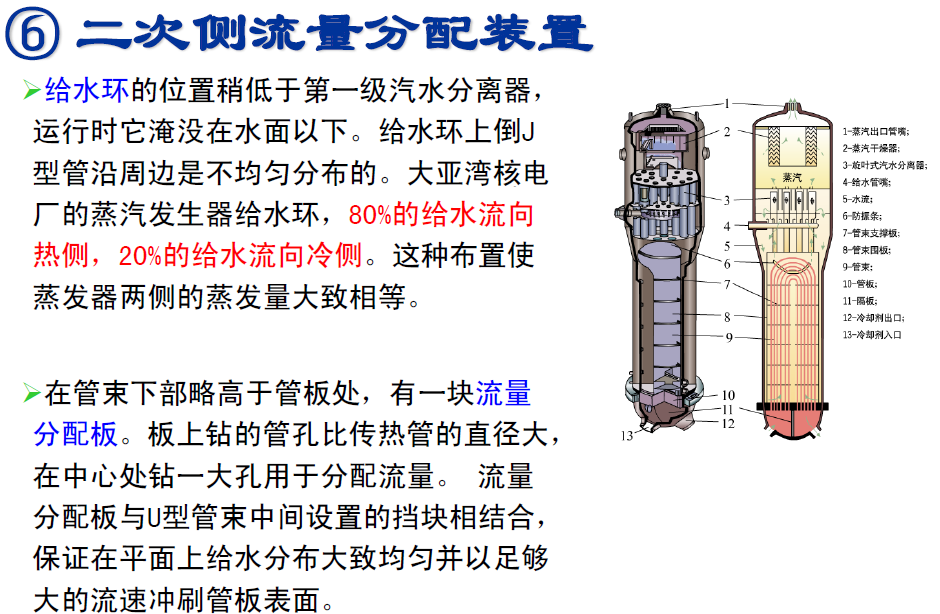 ⑥ 二次侧流量分配装置
➢给水环的位置稍低于第一级汽水分离器，
运行时它淹没在水面以下。给水环上倒J
型管沿周边是不均匀分布的。大亚湾核电
厂的蒸汽发生器给水环，80%的给水流向
热侧，20%的给水流向冷侧。这种布置使
蒸发器两侧的蒸发量大致相等。
➢在管束下部略高于管板处，有一块流量
分配板。板上钻的管孔比传热管的直径大，
在中心处钻一大孔用于分配流量。 流量
分配板与U型管束中间设置的挡块相结合，
保证在平面上给水分布大致均匀并以足够
大的流速冲刷管板表面。
1
2
3
4
5
6
7
8
9
10
11
12
13
蒸汽
1-蒸汽出口管嘴；
2-蒸汽干燥器；
3-旋叶式汽水分离器；
4-给水管嘴；
5-水流；
6-防振条；
7-管束支撑板；
8-管束围板；
9-管束；
10-管板；
11-隔板；
12-冷却剂出口；
13-冷却剂入口